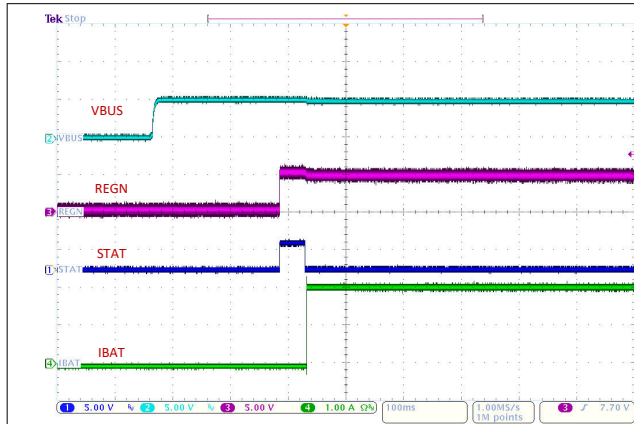 Tek Stop
VBUS
2 VBUS
REGN
3 REGN
STAT
1 STAT
IBAT
4 IBAT
1 5.00 V 2 5.00 V 3 5.00 V 4 1.00 A Ω 100ms 1.00MS/s 3 7.70 V
1M points